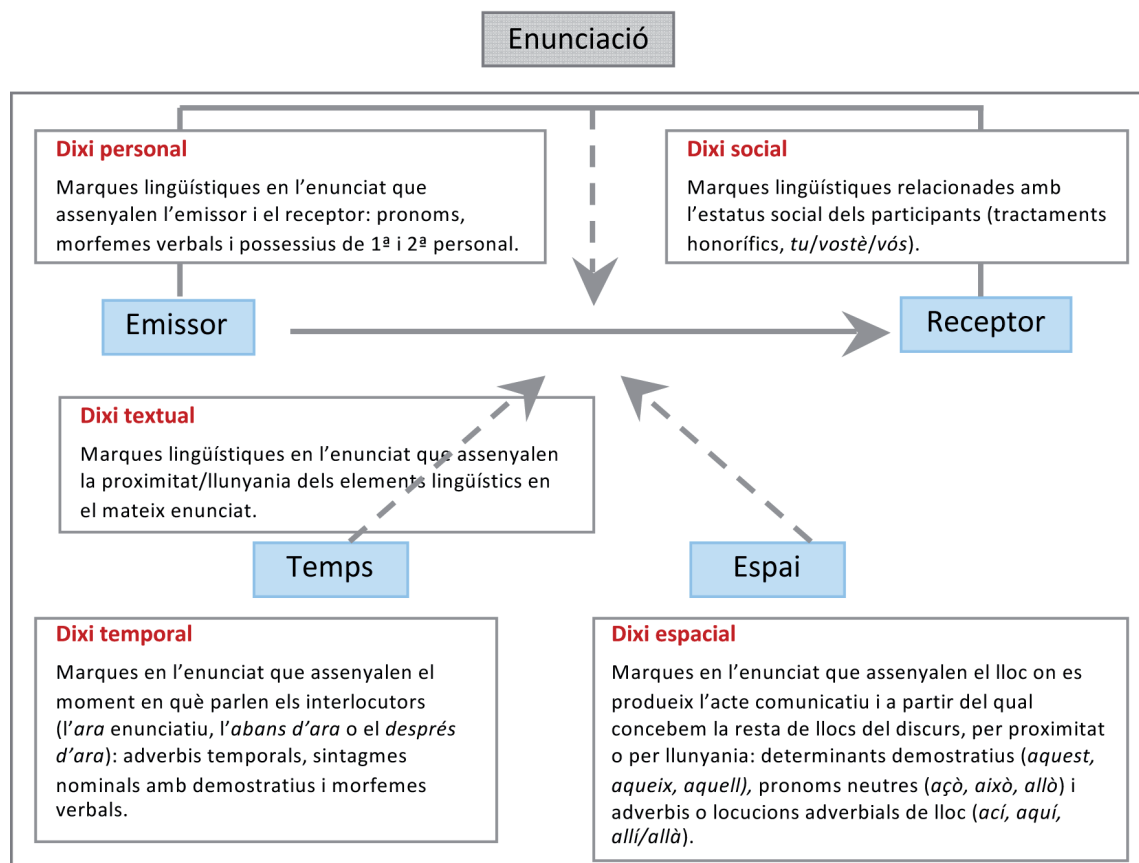 Enunciació
Dixi personal
Marques lingüístiques en l’enunciat que
assenyalen l’emissor i el receptor: pronoms,
morfemes verbals i possessius de 1ª i 2ª personal.
Dixi social
Marques lingüístiques relacionades amb
l’estatus social dels participants (tractaments
honorífics, tu/vostè/vós).
Emissor
Receptor
Dixi textual
Marques lingüístiques en l’enunciat que assenyalen
la proximitat/llunyania dels elements lingüístics en
el mateix enunciat.
Temps
Espai
Dixi temporal
Marques en l’enunciat que assenyalen el
moment en què parlen els interlocutors
(l’ara enunciatiu, l’abans d’ara o el després
d’ara): adverbis temporals, sintagmes
nominals amb demostratius i morfemes
verbals.
Dixi espacial
Marques en l’enunciat que assenyalen el lloc on es
produeix l’acte comunicatiu i a partir del qual
concebem la resta de llocs del discurs, per proximitat
o per llunyania: determinants demostratius (aquest,
aqueix, aquell), pronoms neutres (açò, això, allò) i
adverbis o locucions adverbials de lloc (ací, aquí,
allí/allà).